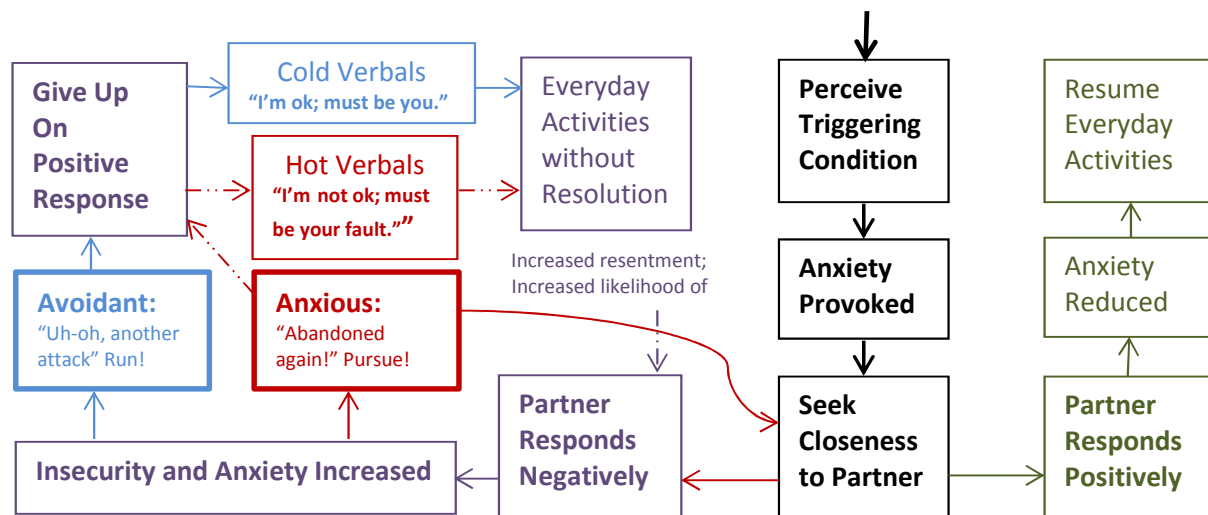 Give Up
On
Positive
Response
Cold Verbals
“I’m ok; must be you.”
Hot Verbals
“I’m not ok; must
be your fault.””
Everyday
Activities
without
Resolution
Increased resentment;
Increased likelihood of
Avoidant:
“Uh-oh, another
attack” Run!
Anxious:
“Abandoned
again!” Pursue!
Insecurity and Anxiety Increased
Partner
Responds
Negatively
Perceive
Triggering
Condition
Anxiety
Provoked
Seek
Closeness
to Partner
Resume
Everyday
Activities
Anxiety
Reduced
Partner
Responds
Positively